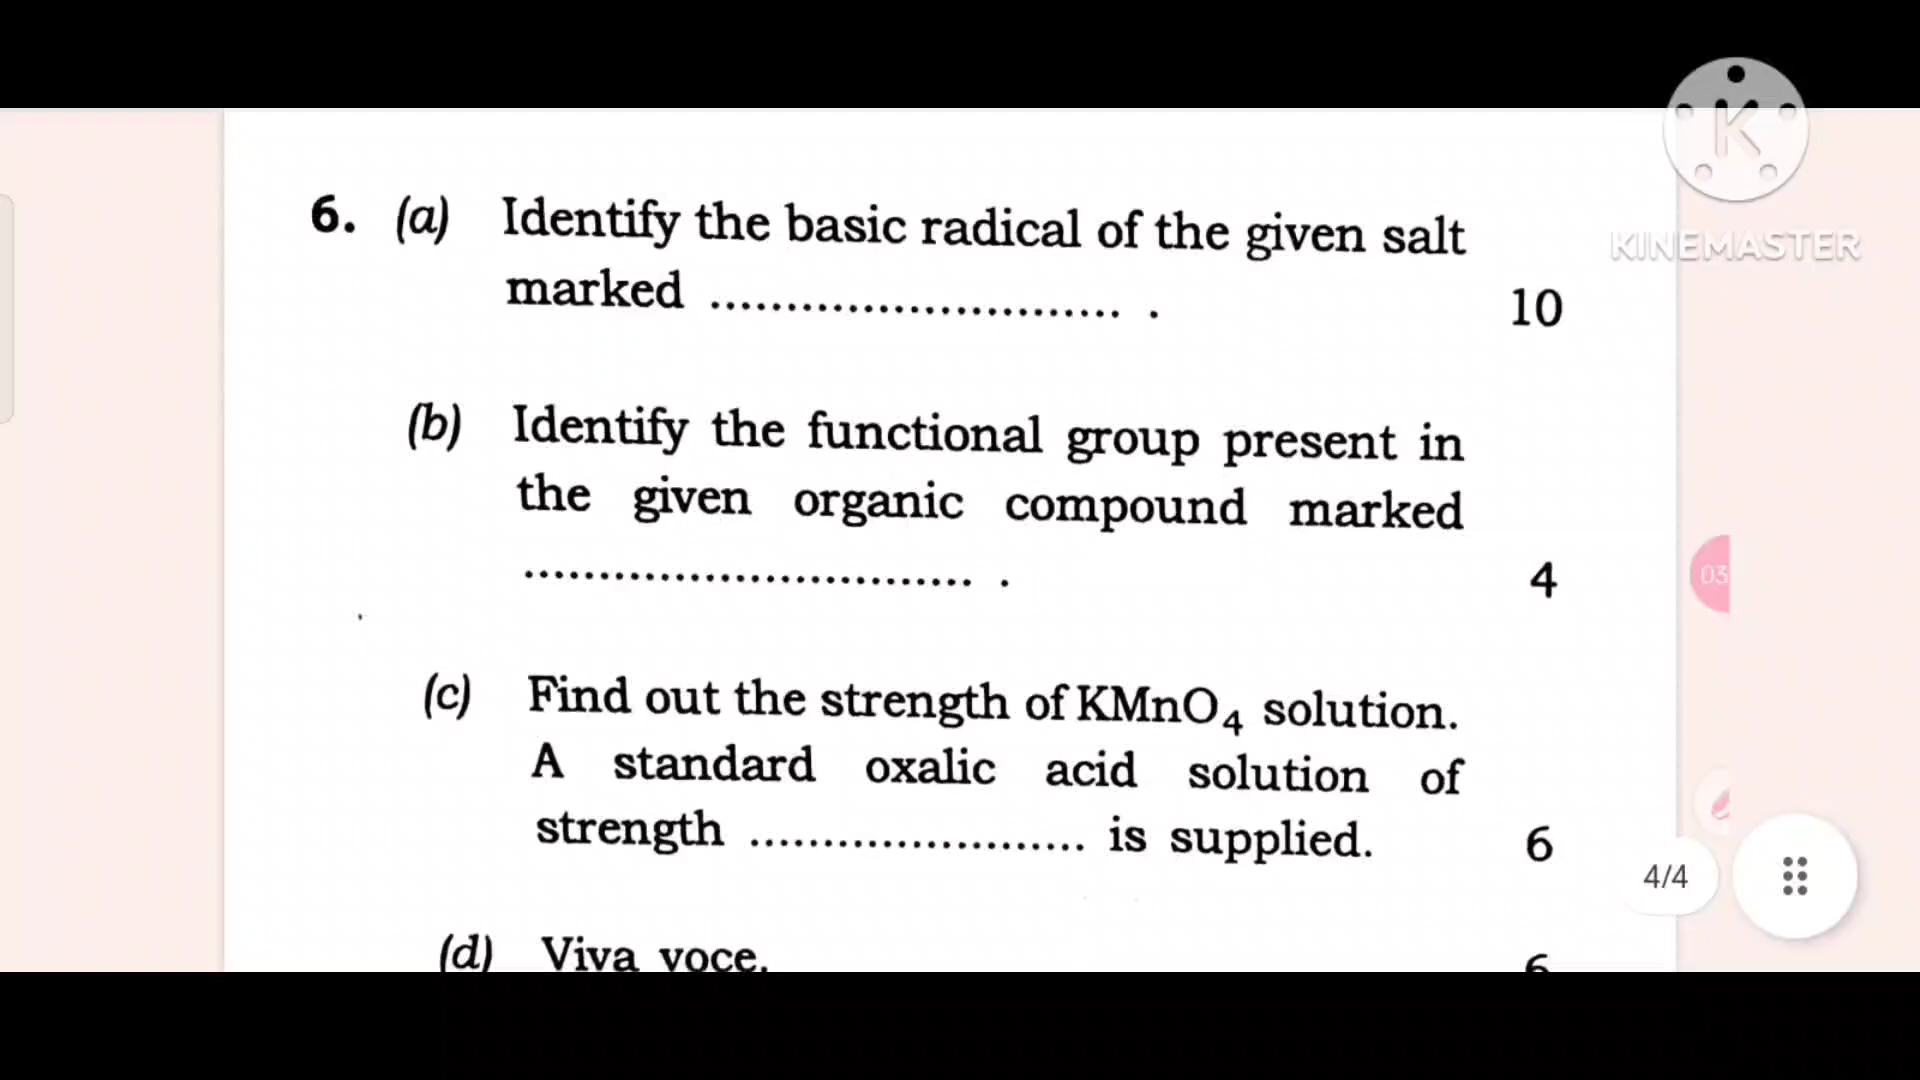 K
KINEMASTER
6. (a) Identify the basic radical of the given salt
marked ........................... . 10
(b) Identify the functional group present in
the given organic compound marked
.............................. . 4
03
(c) Find out the strength of KMnO₄ solution.
A standard oxalic acid solution of
strength ....................... is supplied. 6
4/4
(d) Viva voce. 6